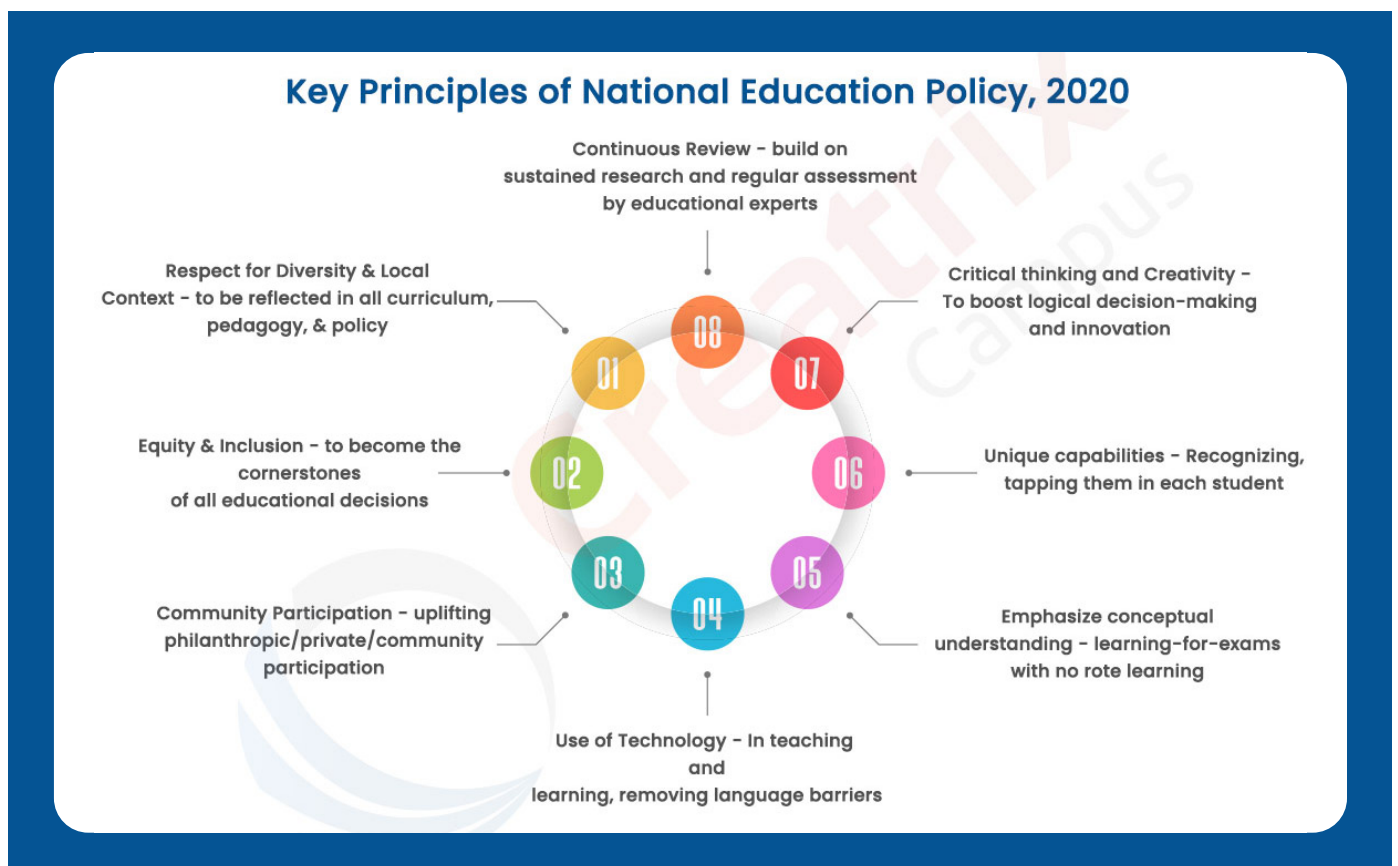 Key Principles of National Education Policy, 2020
Continuous Review - build on
sustained research and regular assessment
by educational experts
Respect for Diversity & Local
Context - to be reflected in all curriculum,
pedagogy, & policy
Critical thinking and Creativity -
To boost logical decision-making
and innovation
08
01
07
Equity & Inclusion - to become the
cornerstones
of all educational decisions
02
06
Unique capabilities - Recognizing,
tapping them in each student
03
05
04
Community Participation - uplifting
philanthropic/private/community
participation
Emphasize conceptual
understanding - learning-for-exams
with no rote learning
Use of Technology - In teaching
and
learning, removing language barriers
creatrix
Campus